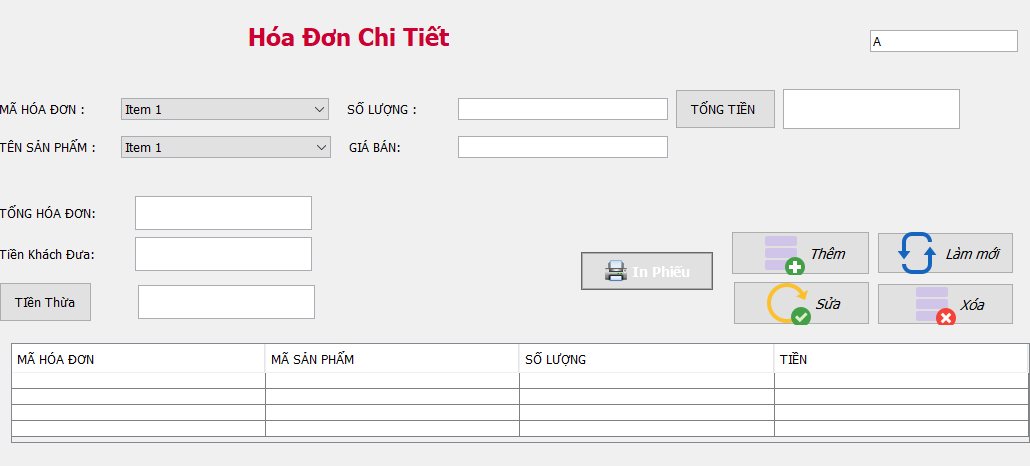 Hóa Đơn Chi Tiết
A
MÃ HÓA ĐƠN : Item 1 SỐ LƯỢNG : TỔNG TIỀN
TÊN SẢN PHẨM : Item 1 GIÁ BÁN:
TỔNG HÓA ĐƠN:
Tiền Khách Đưa:
In Phiếu Thêm Làm mới
TIền Thừa Sửa Xóa
MÃ HÓA ĐƠN MÃ SẢN PHẨM SỐ LƯỢNG TIỀN